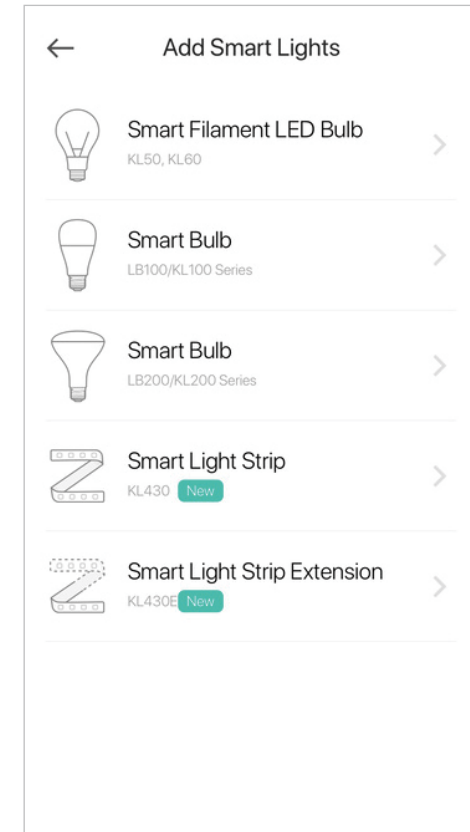 Add Smart Lights
Smart Filament LED Bulb
KL50, KL60
Smart Bulb
LB100/KL100 Series
Smart Bulb
LB200/KL200 Series
Smart Light Strip
KL430 New
Smart Light Strip Extension
KL430E New